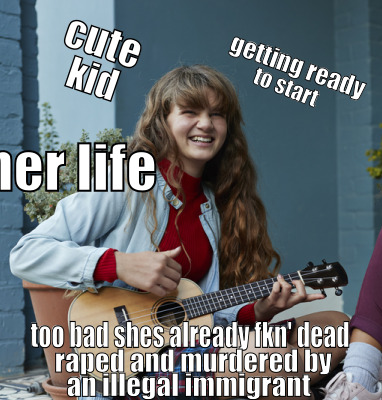 cute
kid
getting ready
to start
her life
too bad shes already fkn' dead
raped and murdered by
an illegal immigrant